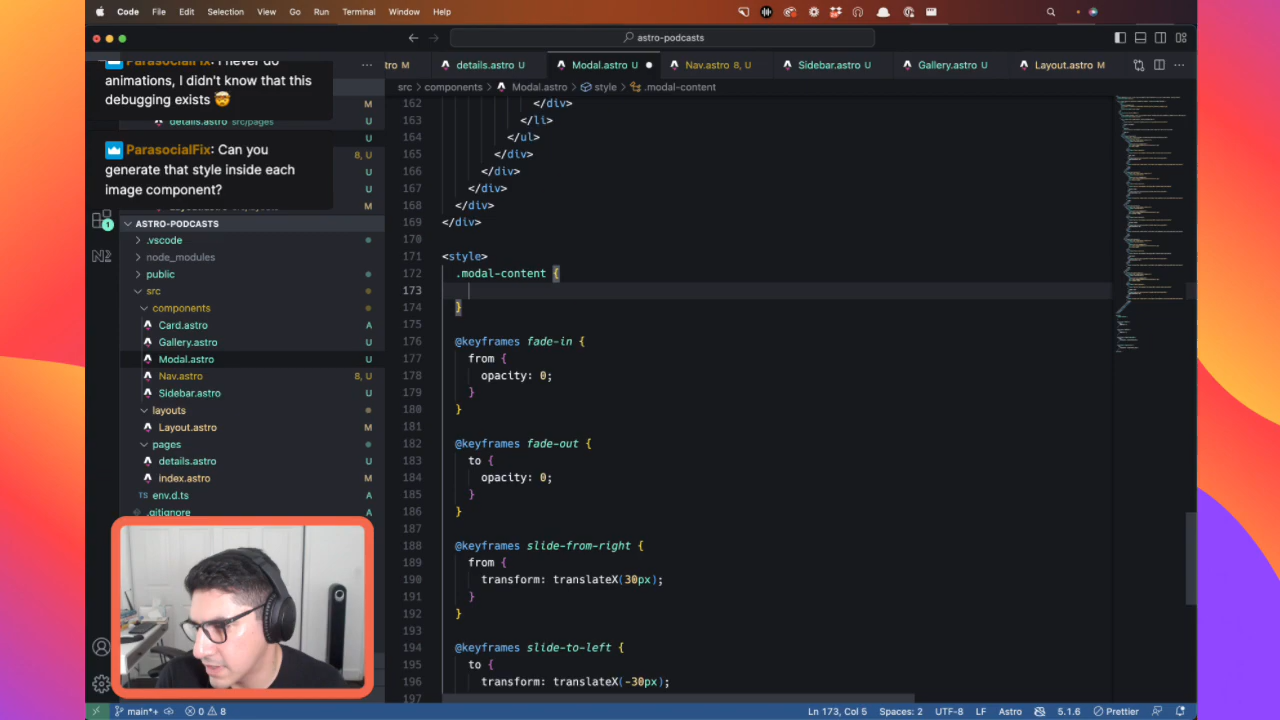 Code File Edit Selection View Go Run Terminal Window Help
astro-podcasts
ParasocialFix: I never do
animations, I didn't know that this
debugging exists 🤯
ParasocialFix: Can you
generate that style inside each
image component?
tro M details.astro U Modal.astro U Nav.astro 8, U Sidebar.astro U Gallery.astro U Layout.astro M
src > components > Modal.astro > style > .modal-content
M
details.astro src/pages U
U
8, U
U
U
M
ASTRO-PODCASTS
.vscode
node_modules
public
src
components
Card.astro A
Gallery.astro U
Modal.astro U
Nav.astro 8, U
Sidebar.astro U
layouts
Layout.astro M
pages
details.astro U
index.astro M
env.d.ts A
.gitignore A
162 </div>
163 </li>
164 </ul>
165 </div>
166 </div>
167 </div>
168 </div>
169 </div>
170
171 <style>
172 .modal-content {
173
174 }
175
176 @keyframes fade-in {
177 from {
178 opacity: 0;
179 }
180 }
181
182 @keyframes fade-out {
183 to {
184 opacity: 0;
185 }
186 }
187
188 @keyframes slide-from-right {
189 from {
190 transform: translateX(30px);
191 }
192 }
193
194 @keyframes slide-to-left {
195 to {
196 transform: translateX(-30px);
197
main*+ 0 8 Ln 173, Col 5 Spaces: 2 UTF-8 LF Astro 5.1.6 Prettier